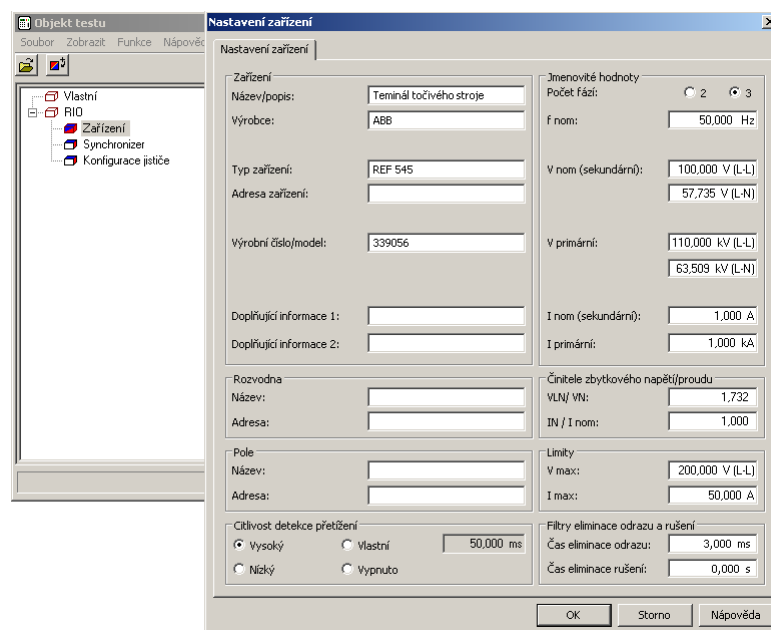 Objekt testu
Soubor Zobrazit Funkce Nápověd
Vlastní
RIO
Zařízení
Synchronizer
Konfigurace jističe
Nastavení zařízení
Nastavení zařízení
Zařízení
Název/popis: Teminál točivého stroje
Výrobce: ABB
Typ zařízení: REF 545
Adresa zařízení:
Výrobní číslo/model: 339056
Doplňující informace 1:
Doplňující informace 2:
Rozvodna
Název:
Adresa:
Pole
Název:
Adresa:
Citlivost detekce přetížení
Vysoký Vlastní 50,000 ms
Nízký Vypnuto
Jmenovité hodnoty
Počet fází: 2 3
f nom: 50,000 Hz
V nom (sekundární): 100,000 V (L-L)
57,735 V (L-N)
V primární: 110,000 kV (L-L)
63,509 kV (L-N)
I nom (sekundární): 1,000 A
I primární: 1,000 kA
Činitele zbytkového napětí/proudu
VLN/ VN: 1,732
IN / I nom: 1,000
Limity
V max: 200,000 V (L-L)
I max: 50,000 A
Filtry eliminace odrazu a rušení
Čas eliminace odrazu: 3,000 ms
Čas eliminace rušení: 0,000 s
OK Storno Nápověda